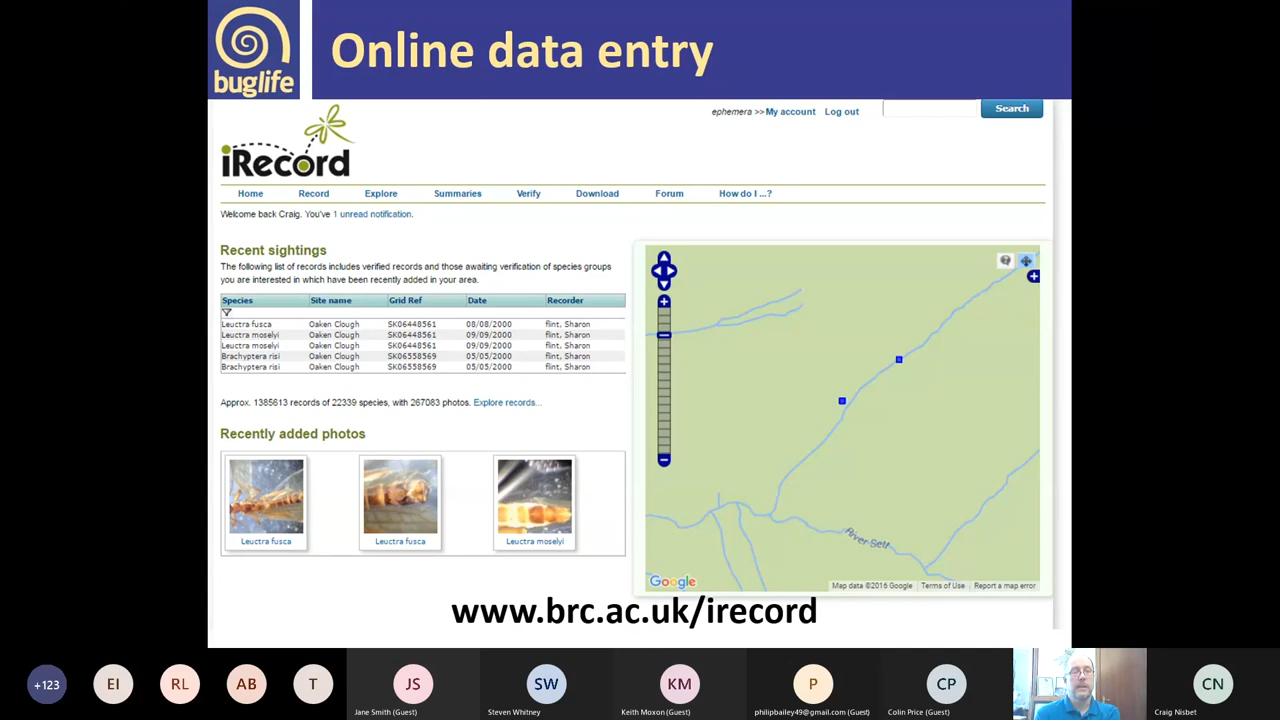 buglife
Online data entry
ephemera >> My account Log out
Search
iRecord
Home Record Explore Summaries Verify Download Forum How do I ...?
Welcome back Craig. You've 1 unread notification.
Recent sightings
The following list of records includes verified records and those awaiting verification of species groups
you are interested in which have been recently added in your area.
Species Site name Grid Ref Date Recorder
Leuctra fusca Oaken Clough SK06448561 08/08/2000 flint, Sharon
Leuctra moselyi Oaken Clough SK06448561 09/09/2000 flint, Sharon
Leuctra moselyi Oaken Clough SK06448561 09/09/2000 flint, Sharon
Brachyptera risi Oaken Clough SK06558569 05/05/2000 flint, Sharon
Brachyptera risi Oaken Clough SK06558569 05/05/2000 flint, Sharon
Approx. 1385613 records of 22339 species, with 267083 photos. Explore records...
Recently added photos
Leuctra fusca Leuctra fusca Leuctra moselyi
River Sett
Google
Map data ©2016 Google Terms of Use Report a map error
www.brc.ac.uk/irecord
+123 EI RL AB T JS SW KM P CP CN
Jane Smith (Guest) Steven Whitney Keith Moxon (Guest) philipbailey49@gmail.com (Guest) Colin Price (Guest) Craig Nisbet